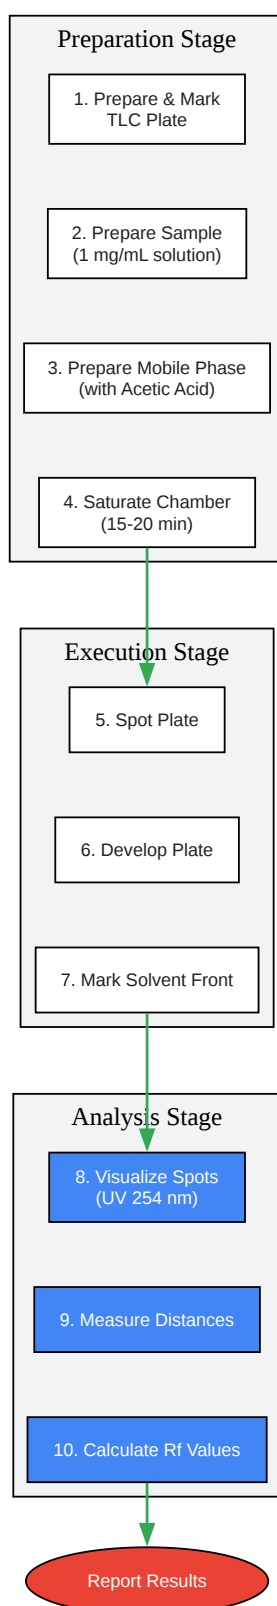 Preparation Stage
1. Prepare & Mark
TLC Plate
2. Prepare Sample
(1 mg/mL solution)
3. Prepare Mobile Phase
(with Acetic Acid)
4. Saturate Chamber
(15-20 min)
Execution Stage
5. Spot Plate
6. Develop Plate
7. Mark Solvent Front
Analysis Stage
8. Visualize Spots
(UV 254 nm)
9. Measure Distances
10. Calculate Rf Values
Report Results